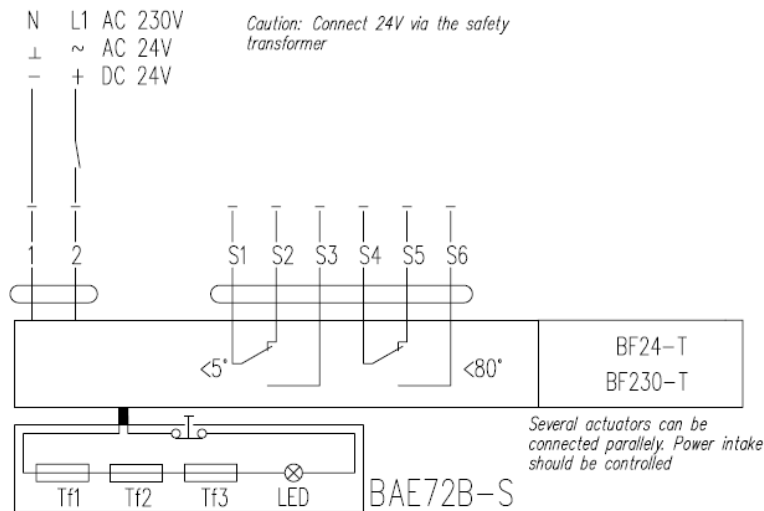 N L1 AC 230V
⊥ ~ AC 24V
− + DC 24V
Caution: Connect 24V via the safety
transformer
1 2 S1 S2 S3 S4 S5 S6
<5° <80°
BF24-T
BF230-T
Several actuators can be
connected parallely. Power intake
should be controlled
Tf1 Tf2 Tf3 LED BAE72B-S